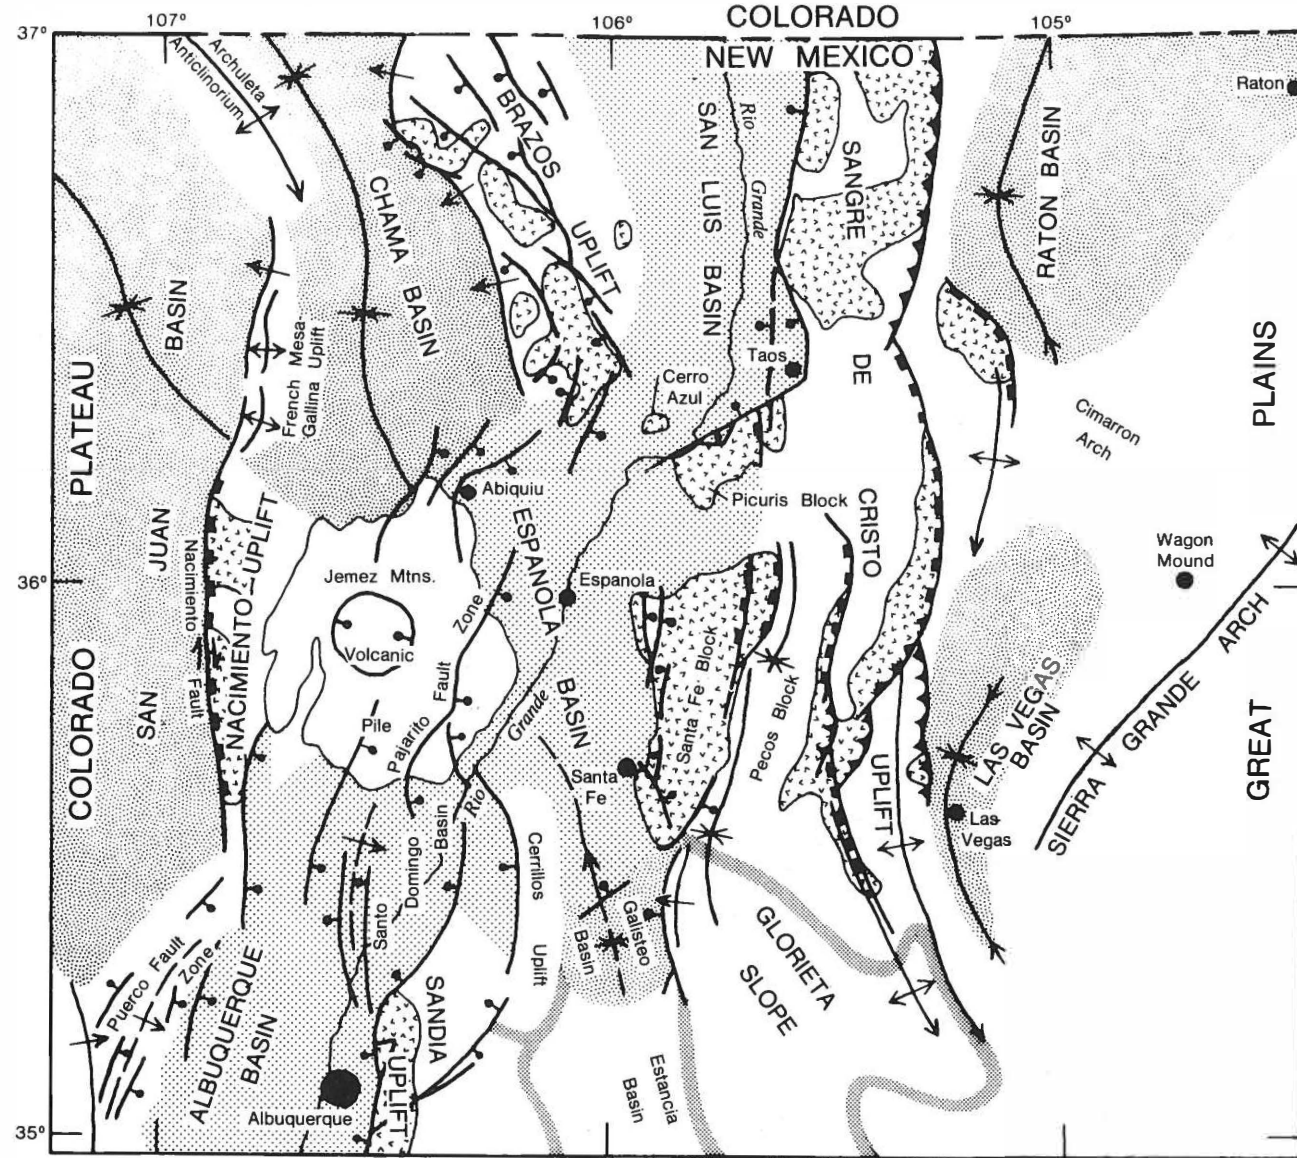 107°
106°
COLORADO
105°
37°
NEW MEXICO
Archuleta
Anticlinorium
BRAZOS
UPLIFT
SAN LUIS BASIN
Rio
Grande
SANGRE
DE
CRISTO
UPLIFT
RATON BASIN
Raton
CHAMA
BASIN
BASIN
French Mesa-
Gallina Uplift
Taos
Cerro
Azul
Cimarron
Arch
PLAINS
PLATEAU
Abiquiu
Picuris Block
ESPANOLA
BASIN
JUAN
SAN
Nacimiento
Fault
NACIMIENTO UPLIFT
36°
Jemez Mtns.
Volcanic
Pile
Espanola
Wagon
Mound
Pajarito Fault Zone
COLORADO
Rio Grande
Santa Fe Block
Pecos Block
LAS VEGAS
BASIN
SIERRA GRANDE ARCH
GREAT
Santa
Fe
Las
Vegas
Santo
Domingo
Basin
Cerrillos
Uplift
Galisteo
Basin
GLORIETA
SLOPE
Puerco Fault
Zone
ALBUQUERQUE
BASIN
SANDIA
UPLIFT
Estancia
Basin
Albuquerque
35°